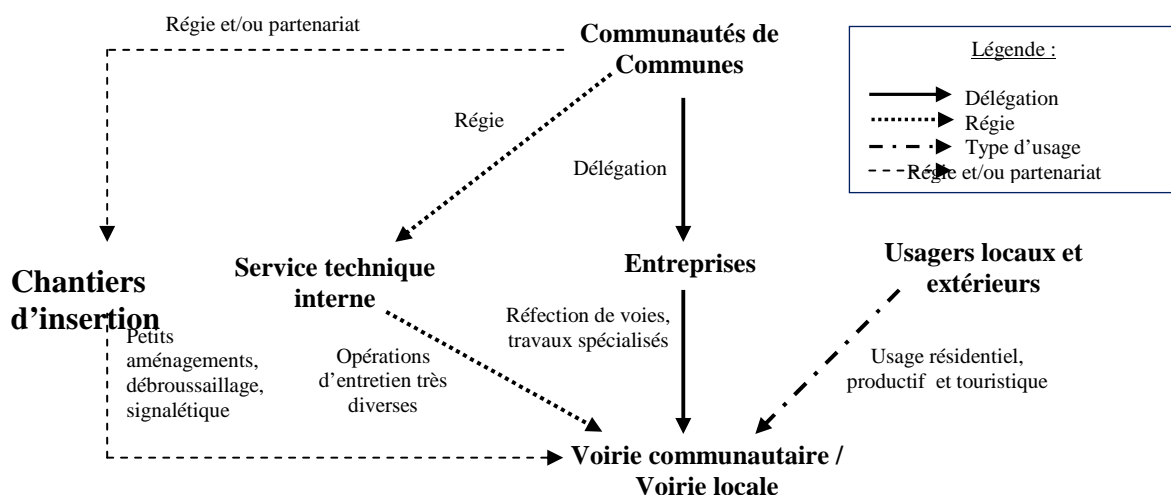 Régie et/ou partenariat
Communautés de
Communes
Légende :
Délégation
Régie
Type d’usage
Régie et/ou partenariat
Régie
Délégation
Chantiers
d’insertion
Service technique
interne
Entreprises
Usagers locaux et
extérieurs
Petits
aménagements,
débroussaillage,
signalétique
Opérations
d’entretien très
diverses
Réfection de voies,
travaux spécialisés
Usage résidentiel,
productif et touristique
Voirie communautaire /
Voirie locale